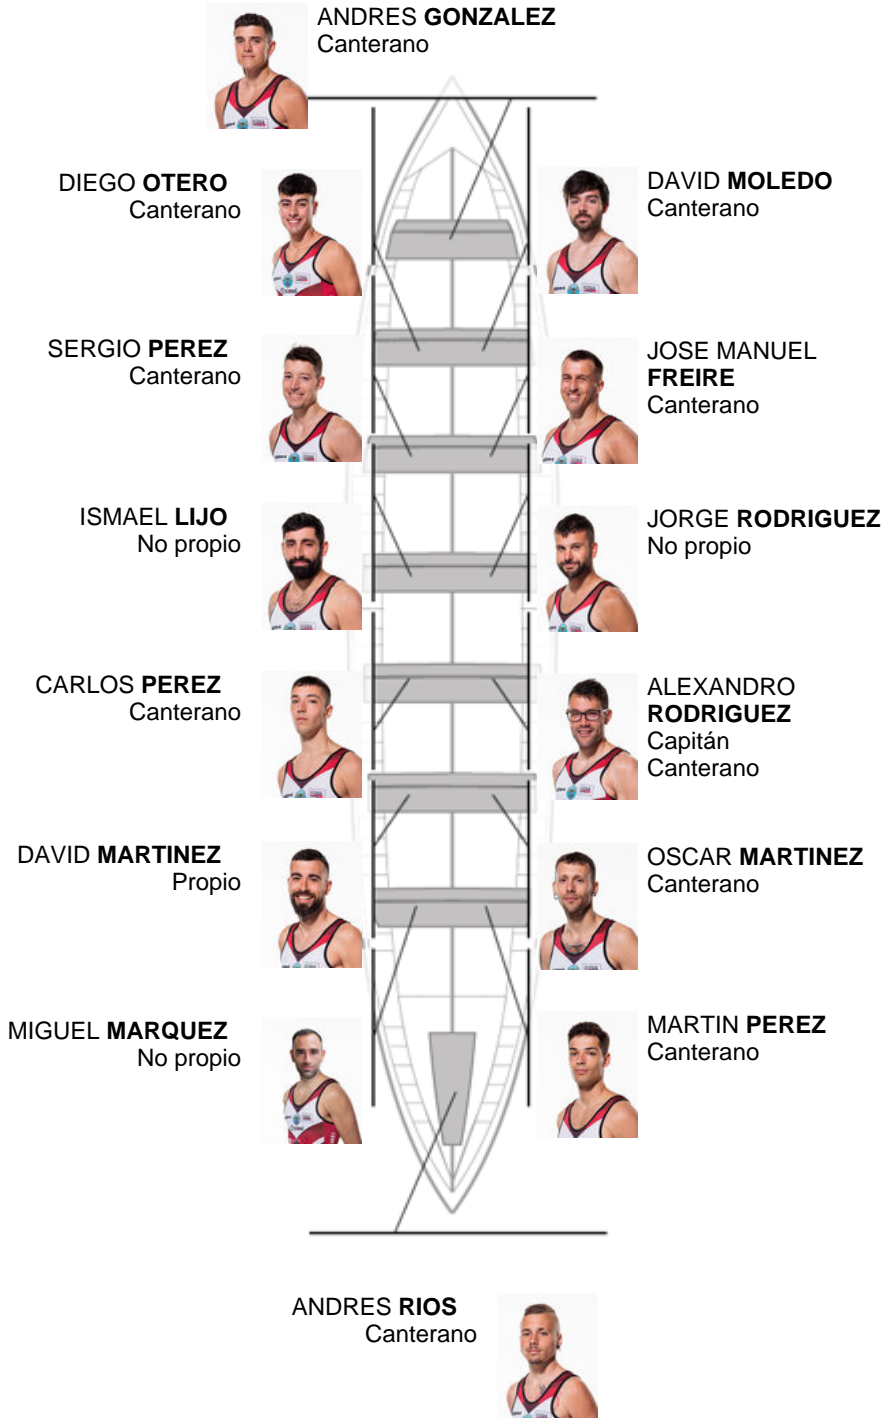 ANDRES GONZALEZ
Canterano
DIEGO OTERO
Canterano
DAVID MOLEDO
Canterano
SERGIO PEREZ
Canterano
JOSE MANUEL
FREIRE
Canterano
ISMAEL LIJO
No propio
JORGE RODRIGUEZ
No propio
CARLOS PEREZ
Canterano
ALEXANDRO
RODRIGUEZ
Capitán
Canterano
DAVID MARTINEZ
Propio
OSCAR MARTINEZ
Canterano
MIGUEL MARQUEZ
No propio
MARTIN PEREZ
Canterano
ANDRES RIOS
Canterano